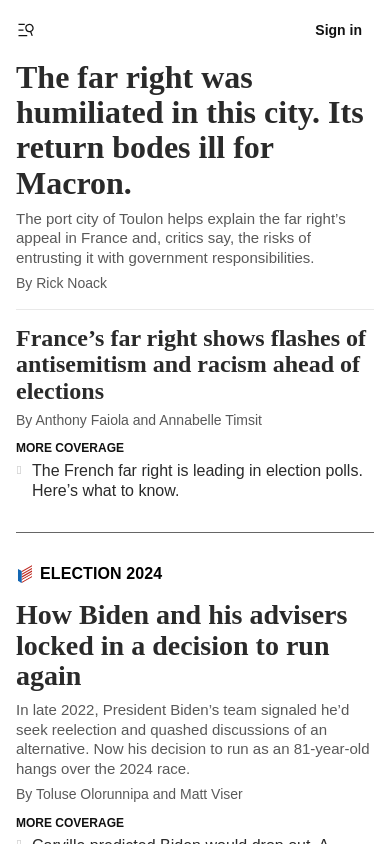 Sign in
The far right was
humiliated in this city. Its
return bodes ill for
Macron.
The port city of Toulon helps explain the far right’s
appeal in France and, critics say, the risks of
entrusting it with government responsibilities.
By Rick Noack
France’s far right shows flashes of
antisemitism and racism ahead of
elections
By Anthony Faiola and Annabelle Timsit
MORE COVERAGE
The French far right is leading in election polls.
Here’s what to know.
ELECTION 2024
How Biden and his advisers
locked in a decision to run
again
In late 2022, President Biden’s team signaled he’d
seek reelection and quashed discussions of an
alternative. Now his decision to run as an 81-year-old
hangs over the 2024 race.
By Toluse Olorunnipa and Matt Viser
MORE COVERAGE
Carville predicted Biden would drop out. A